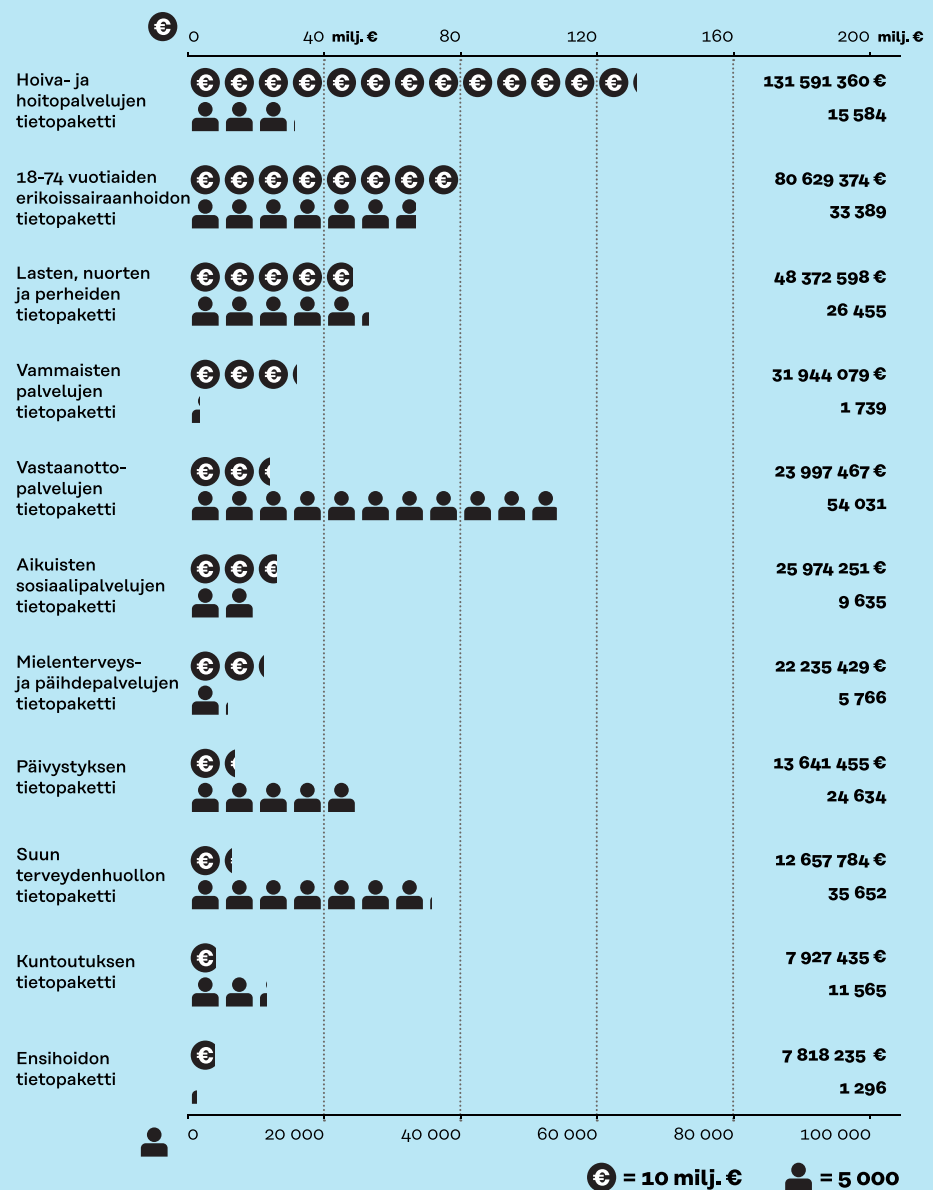 € 0 40 milj. € 80 120 160 200 milj. €
Hoiva- ja
hoitopalvelujen
tietopaketti
131 591 360 €
15 584
18-74 vuotiaiden
erikoissairaanhoidon
tietopaketti
80 629 374 €
33 389
Lasten, nuorten
ja perheiden
tietopaketti
48 372 598 €
26 455
Vammaisten
palvelujen
tietopaketti
31 944 079 €
1 739
Vastaanotto-
palvelujen
tietopaketti
23 997 467 €
54 031
Aikuisten
sosiaalipalvelujen
tietopaketti
25 974 251 €
9 635
Mielenterveys-
ja päihdepalvelujen
tietopaketti
22 235 429 €
5 766
Päivystyksen
tietopaketti
13 641 455 €
24 634
Suun
terveydenhuollon
tietopaketti
12 657 784 €
35 652
Kuntoutuksen
tietopaketti
7 927 435 €
11 565
Ensihoidon
tietopaketti
7 818 235 €
1 296
0 20 000 40 000 60 000 80 000 100 000
€ = 10 milj. € = 5 000